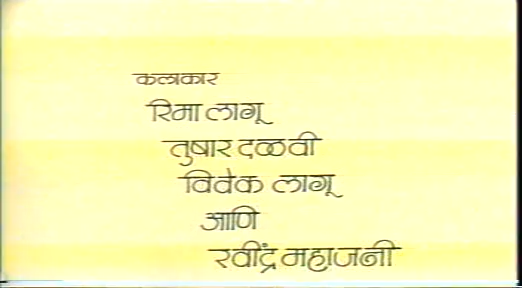 कलाकार
रिमा लागू
तुषार दळवी
विवेक लागू
आणि
रवींद्र महाजनी